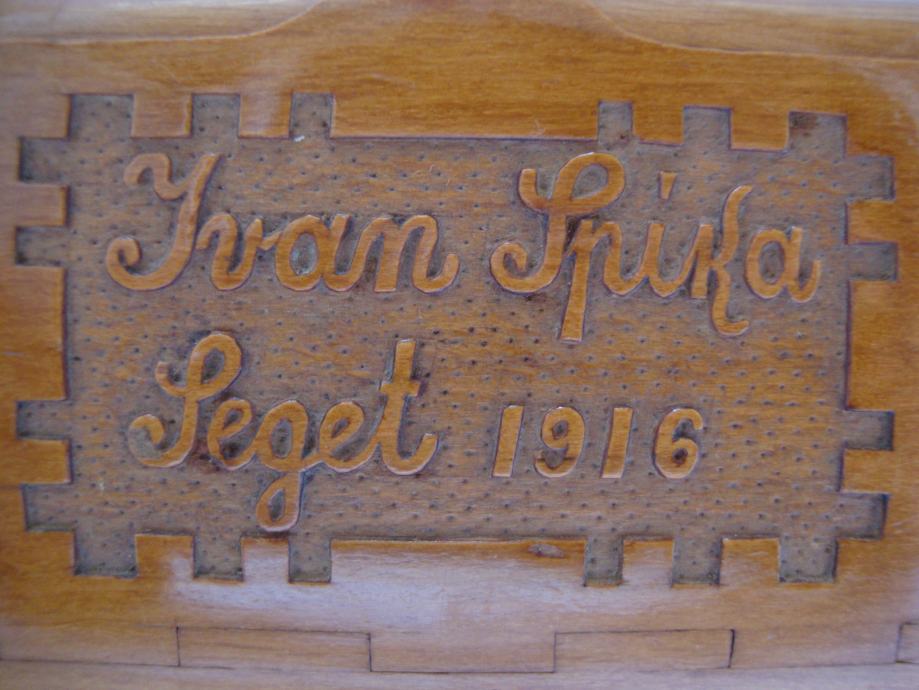 Ivan Spika
Seget 1916